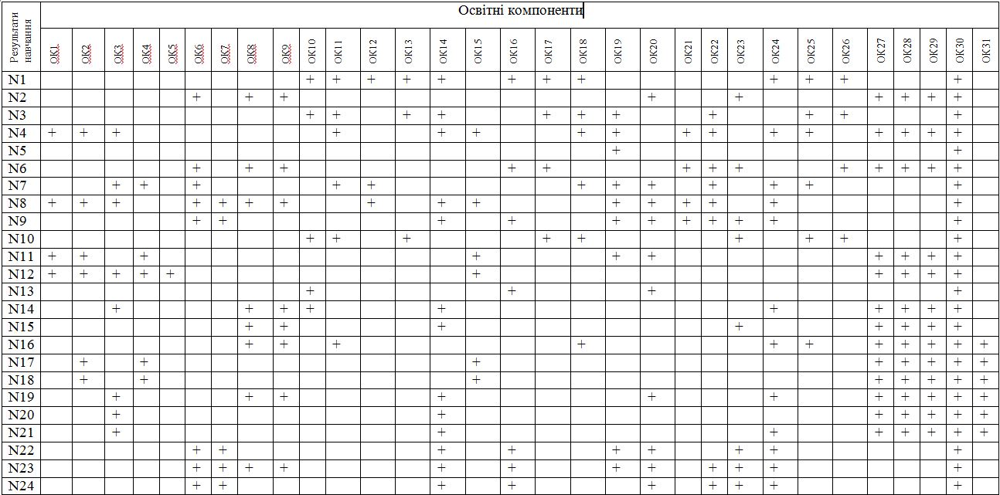 Освітні компоненти
Результати навчання
ОК1 ОК2 ОК3 ОК4 ОК5 ОК6 ОК7 ОК8 ОК9 ОК10 ОК11 ОК12 ОК13 ОК14 ОК15 ОК16 ОК17 ОК18 ОК19 ОК20 ОК21 ОК22 ОК23 ОК24 ОК25 ОК26 ОК27 ОК28 ОК29 ОК30 ОК31
N1 + + + + + + + + + + + +
N2 + + + + + + + + +
N3 + + + + + + + + + + +
N4 + + + + + + + + + + + + + + + +
N5 + +
N6 + + + + + + + + + + + + +
N7 + + + + + + + + + + + +
N8 + + + + + + + + + + + + + + + +
N9 + + + + + + + + + + +
N10 + + + + + + + + +
N11 + + + + + + + + + +
N12 + + + + + + + + + +
N13 + + + +
N14 + + + + + + + + + +
N15 + + + + + + + +
N16 + + + + + + + + + + +
N17 + + + + + + + +
N18 + + + + + + + +
N19 + + + + + + + + + + +
N20 + + + + + + +
N21 + + + + + + + +
N22 + + + + + + + + +
N23 + + + + + + + + + + + +
N24 + + + + + + + +